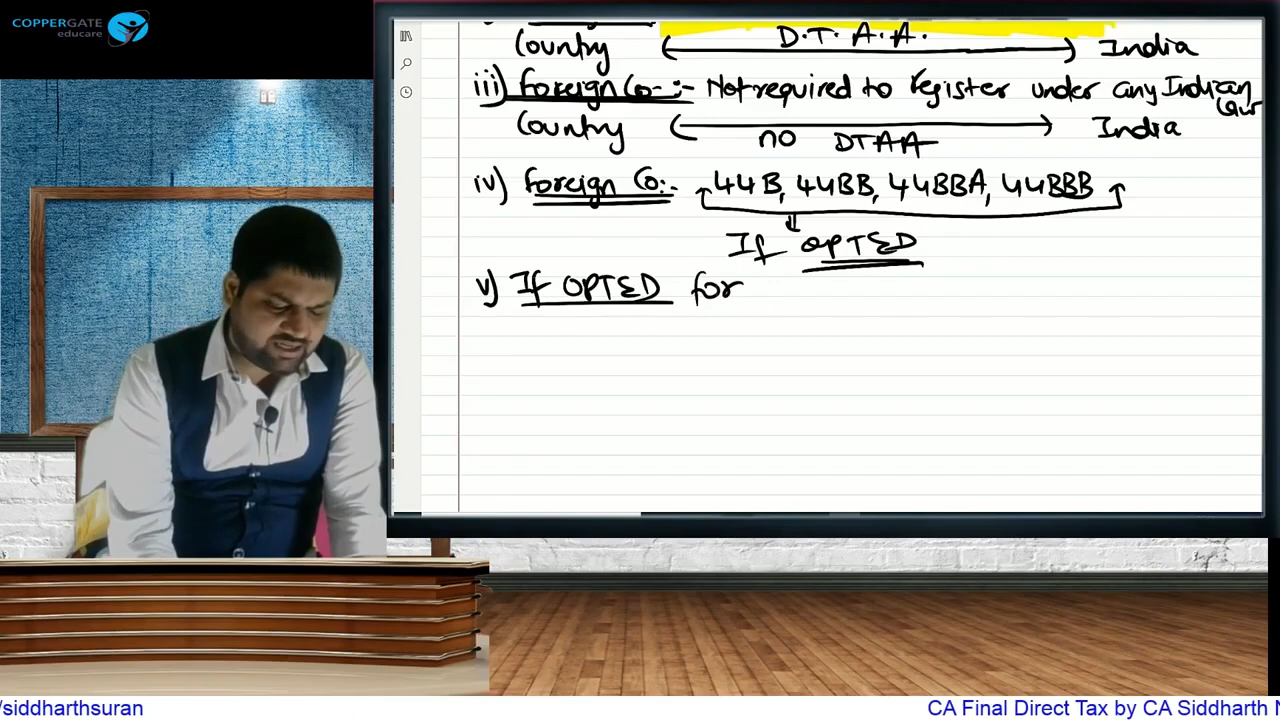 COPPERGATE
educare
D.T. A.A.
Country India
iii) Foreign Co :- Not required to register under any Indian Law
Country no DTAA India
iv) Foreign Co:- 44B, 44BB, 44BBA, 44BBB
If OPTED
v) If OPTED for
/siddharthsuran
CA Final Direct Tax by CA Siddharth